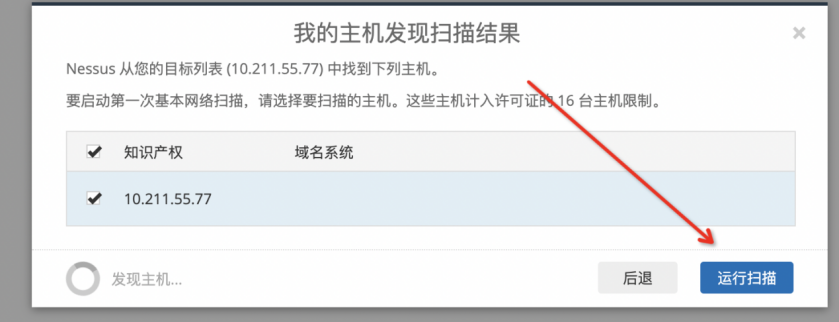 我的主机发现扫描结果
Nessus 从您的目标列表 (10.211.55.77) 中找到下列主机。
要启动第一次基本网络扫描，请选择要扫描的主机。这些主机计入许可证的 16 台主机限制。
知识产权 域名系统
10.211.55.77
发现主机... 后退 运行扫描